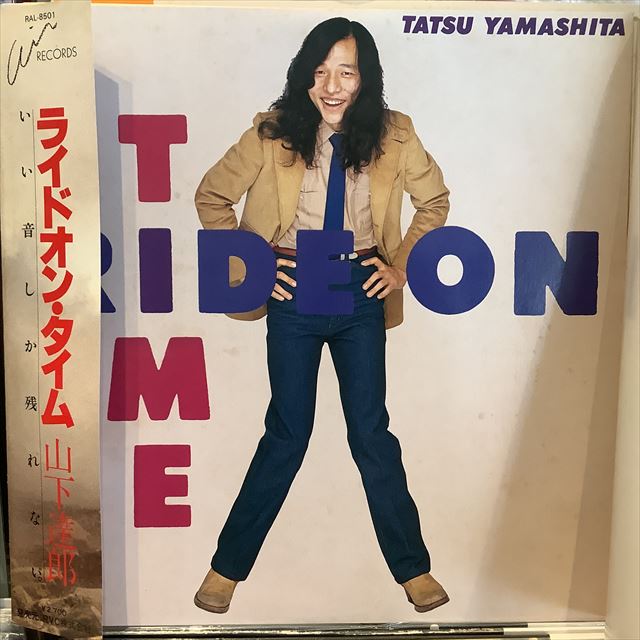 RAL-8501
Air
RECORDS
ライドオン・タイム
山下達郎
いい音しか残れない
¥2,700
TATSU YAMASHITA
RIDE ON
TIME